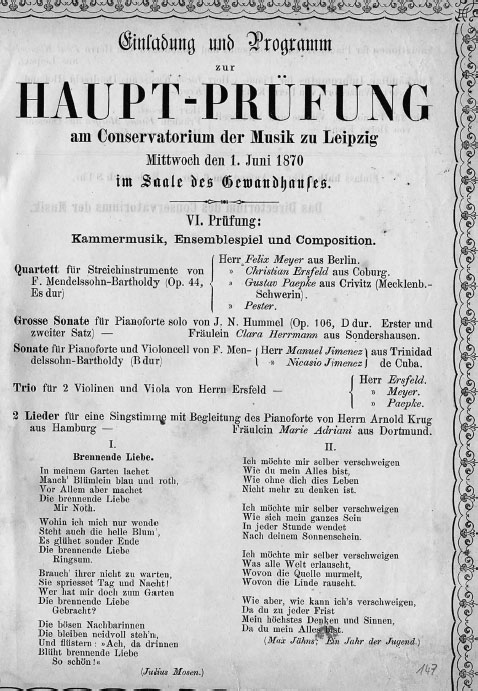 Einladung und Programm
zur
HAUPT-PRÜFUNG
am Conservatorium der Musik zu Leipzig
Mittwoch den 1. Juni 1870
im Saale des Gewandhauses.
VI. Prüfung:
Kammermusik, Ensemblespiel und Composition.
Quartett für Streichinstrumente von F. Mendelssohn-Bartholdy (Op. 44, Es dur)
Herr Felix Meyer aus Berlin.
» Christian Ersfeld aus Coburg.
» Gustav Paepke aus Crivitz (Mecklenb.-Schwerin).
» Pester.
Grosse Sonate für Pianoforte solo von J. N. Hummel (Op. 106, D dur. Erster und
zweiter Satz) — Fräulein Clara Herrmann aus Sondershausen.
Sonate für Pianoforte und Violoncell von F. Men-
delssohn-Bartholdy (B dur)
Herr Manuel Jimenez
» Nicasio Jimenez
aus Trinidad
de Cuba.
Trio für 2 Violinen und Viola von Herrn Ersfeld —
Herr Ersfeld.
» Meyer.
» Paepke.
2 Lieder für eine Singstimme mit Begleitung des Pianoforte von Herrn Arnold Krug
aus Hamburg — Fräulein Marie Adriani aus Dortmund.
I.
Brennende Liebe.
In meinem Garten lachet
Manch' Blümlein blau und roth,
Vor Allem aber machet
Die brennende Liebe
Mir Noth.
Wohin ich mich nur wende
Steht auch die helle Blum',
Es glühet sonder Ende
Die brennende Liebe
Ringsum.
Brauch' ihrer nicht zu warten,
Sie spriesset Tag und Nacht!
Wer hat mir doch zum Garten
Die brennende Liebe
Gebracht?
Die bösen Nachbarinnen
Die bleiben neidvoll steh'n,
Und flüstern: »Ach, da drinnen
Blüht brennende Liebe
So schön!«
(Julius Mosen.)
II.
Ich möchte mir selber verschweigen
Wie du mein Alles bist,
Wie ohne dich dies Leben
Nicht mehr zu denken ist.
Ich möchte mir selber verschweigen
Wie sich mein ganzes Sein
In jeder Stunde wendet
Nach deinem Sonnenschein.
Ich möchte mir selber verschweigen
Was alle Welt erlauscht,
Wovon die Quelle murmelt,
Wovon die Linde rauscht.
Wie aber, wie kann ich's verschweigen,
Da du zu jeder Frist
Mein höchstes Denken und Sinnen,
Da du mein Alles bist.
(Max Jähns: Ein Jahr der Jugend.)
147